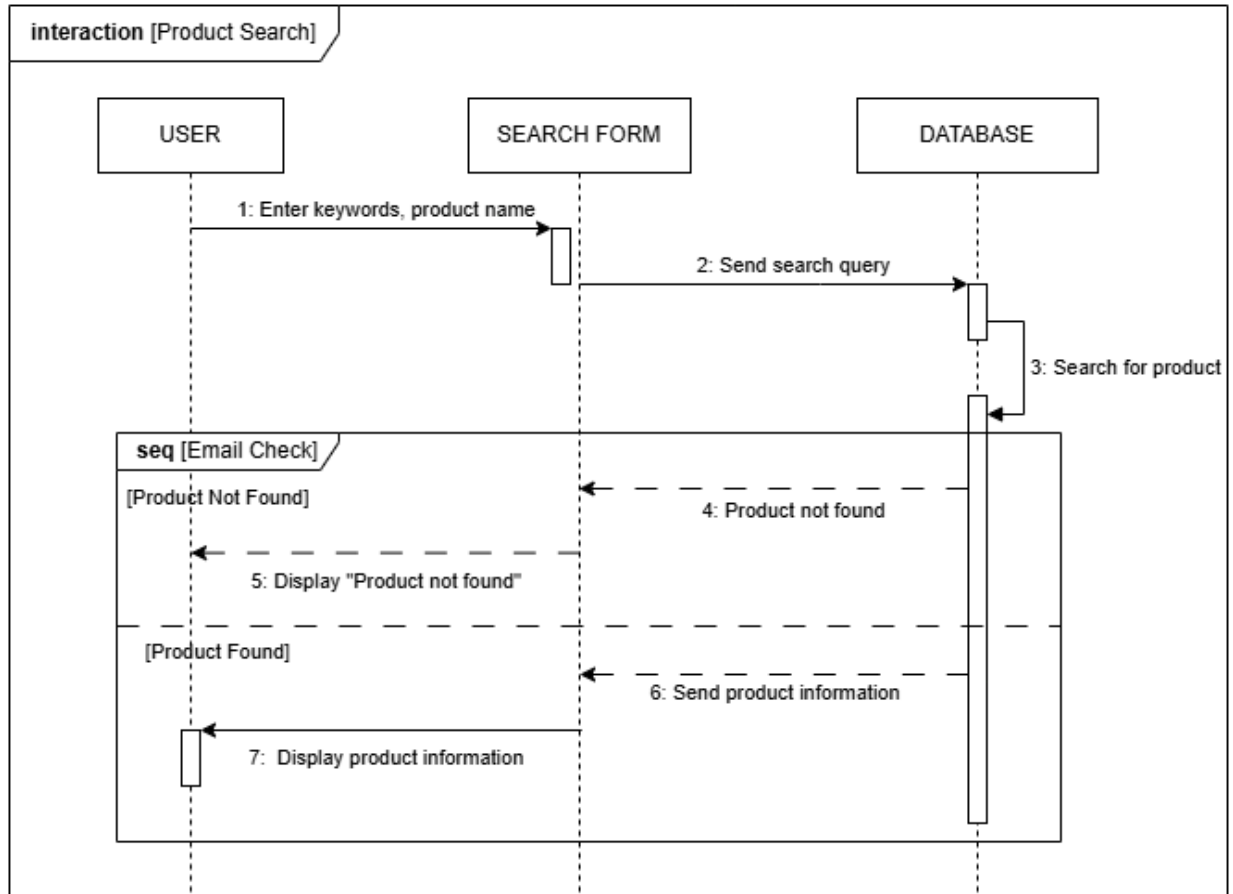 interaction [Product Search]
USER
SEARCH FORM
DATABASE
1: Enter keywords, product name
2: Send search query
3: Search for product
seq [Email Check]
[Product Not Found]
4: Product not found
5: Display "Product not found"
[Product Found]
6: Send product information
7: Display product information